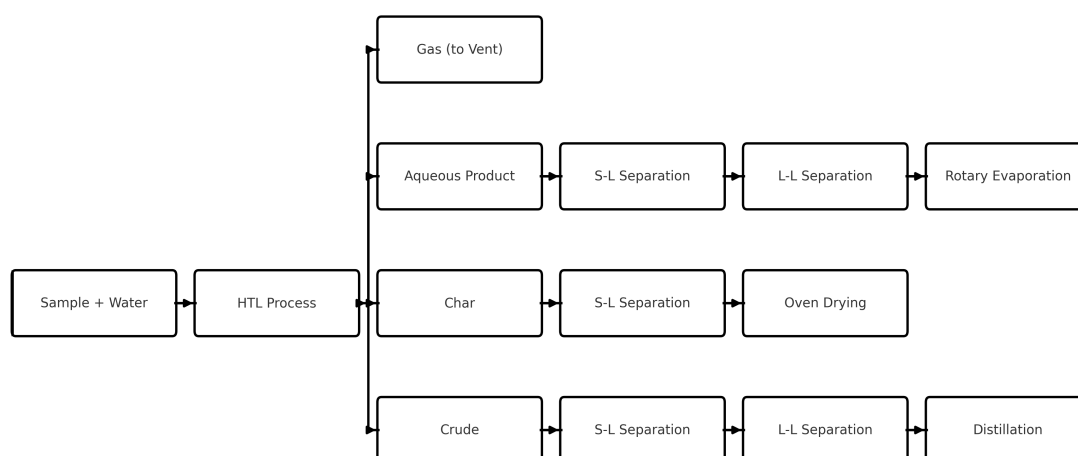 Gas (to Vent)
Aqueous Product
S-L Separation
L-L Separation
Rotary Evaporation
Sample + Water
HTL Process
Char
S-L Separation
Oven Drying
Crude
S-L Separation
L-L Separation
Distillation